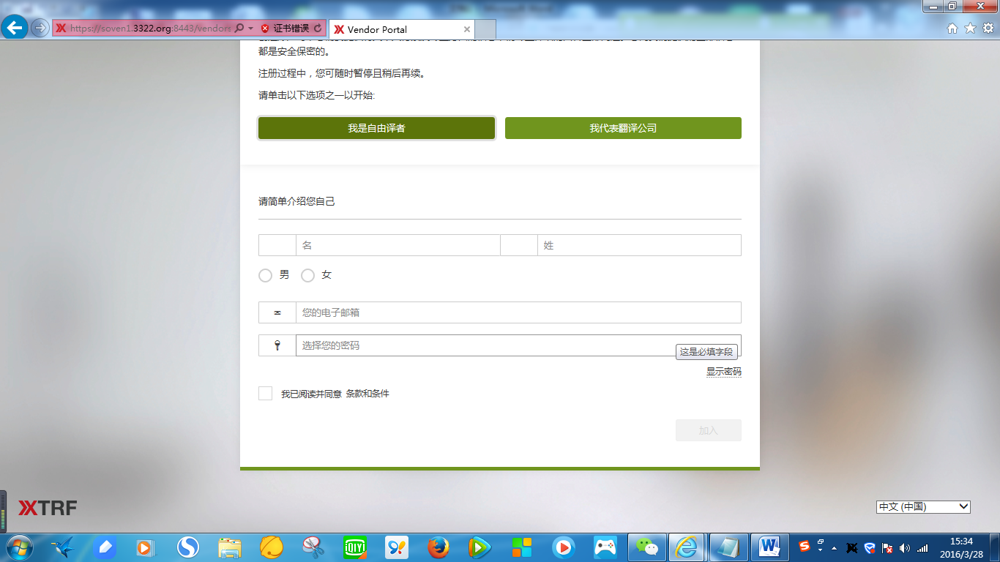 https://soven1.3322.org:8443/vendors
证书错误
Vendor Portal
都是安全保密的。
注册过程中，您可随时暂停且稍后再续。
请单击以下选项之一以开始:
我是自由译者
我代表翻译公司
请简单介绍您自己
名
姓
男
女
您的电子邮箱
选择您的密码
这是必填字段
显示密码
我已阅读并同意 条款和条件
加入
XTRF
中文 (中国)
iQIYI
15:34
2016/3/28